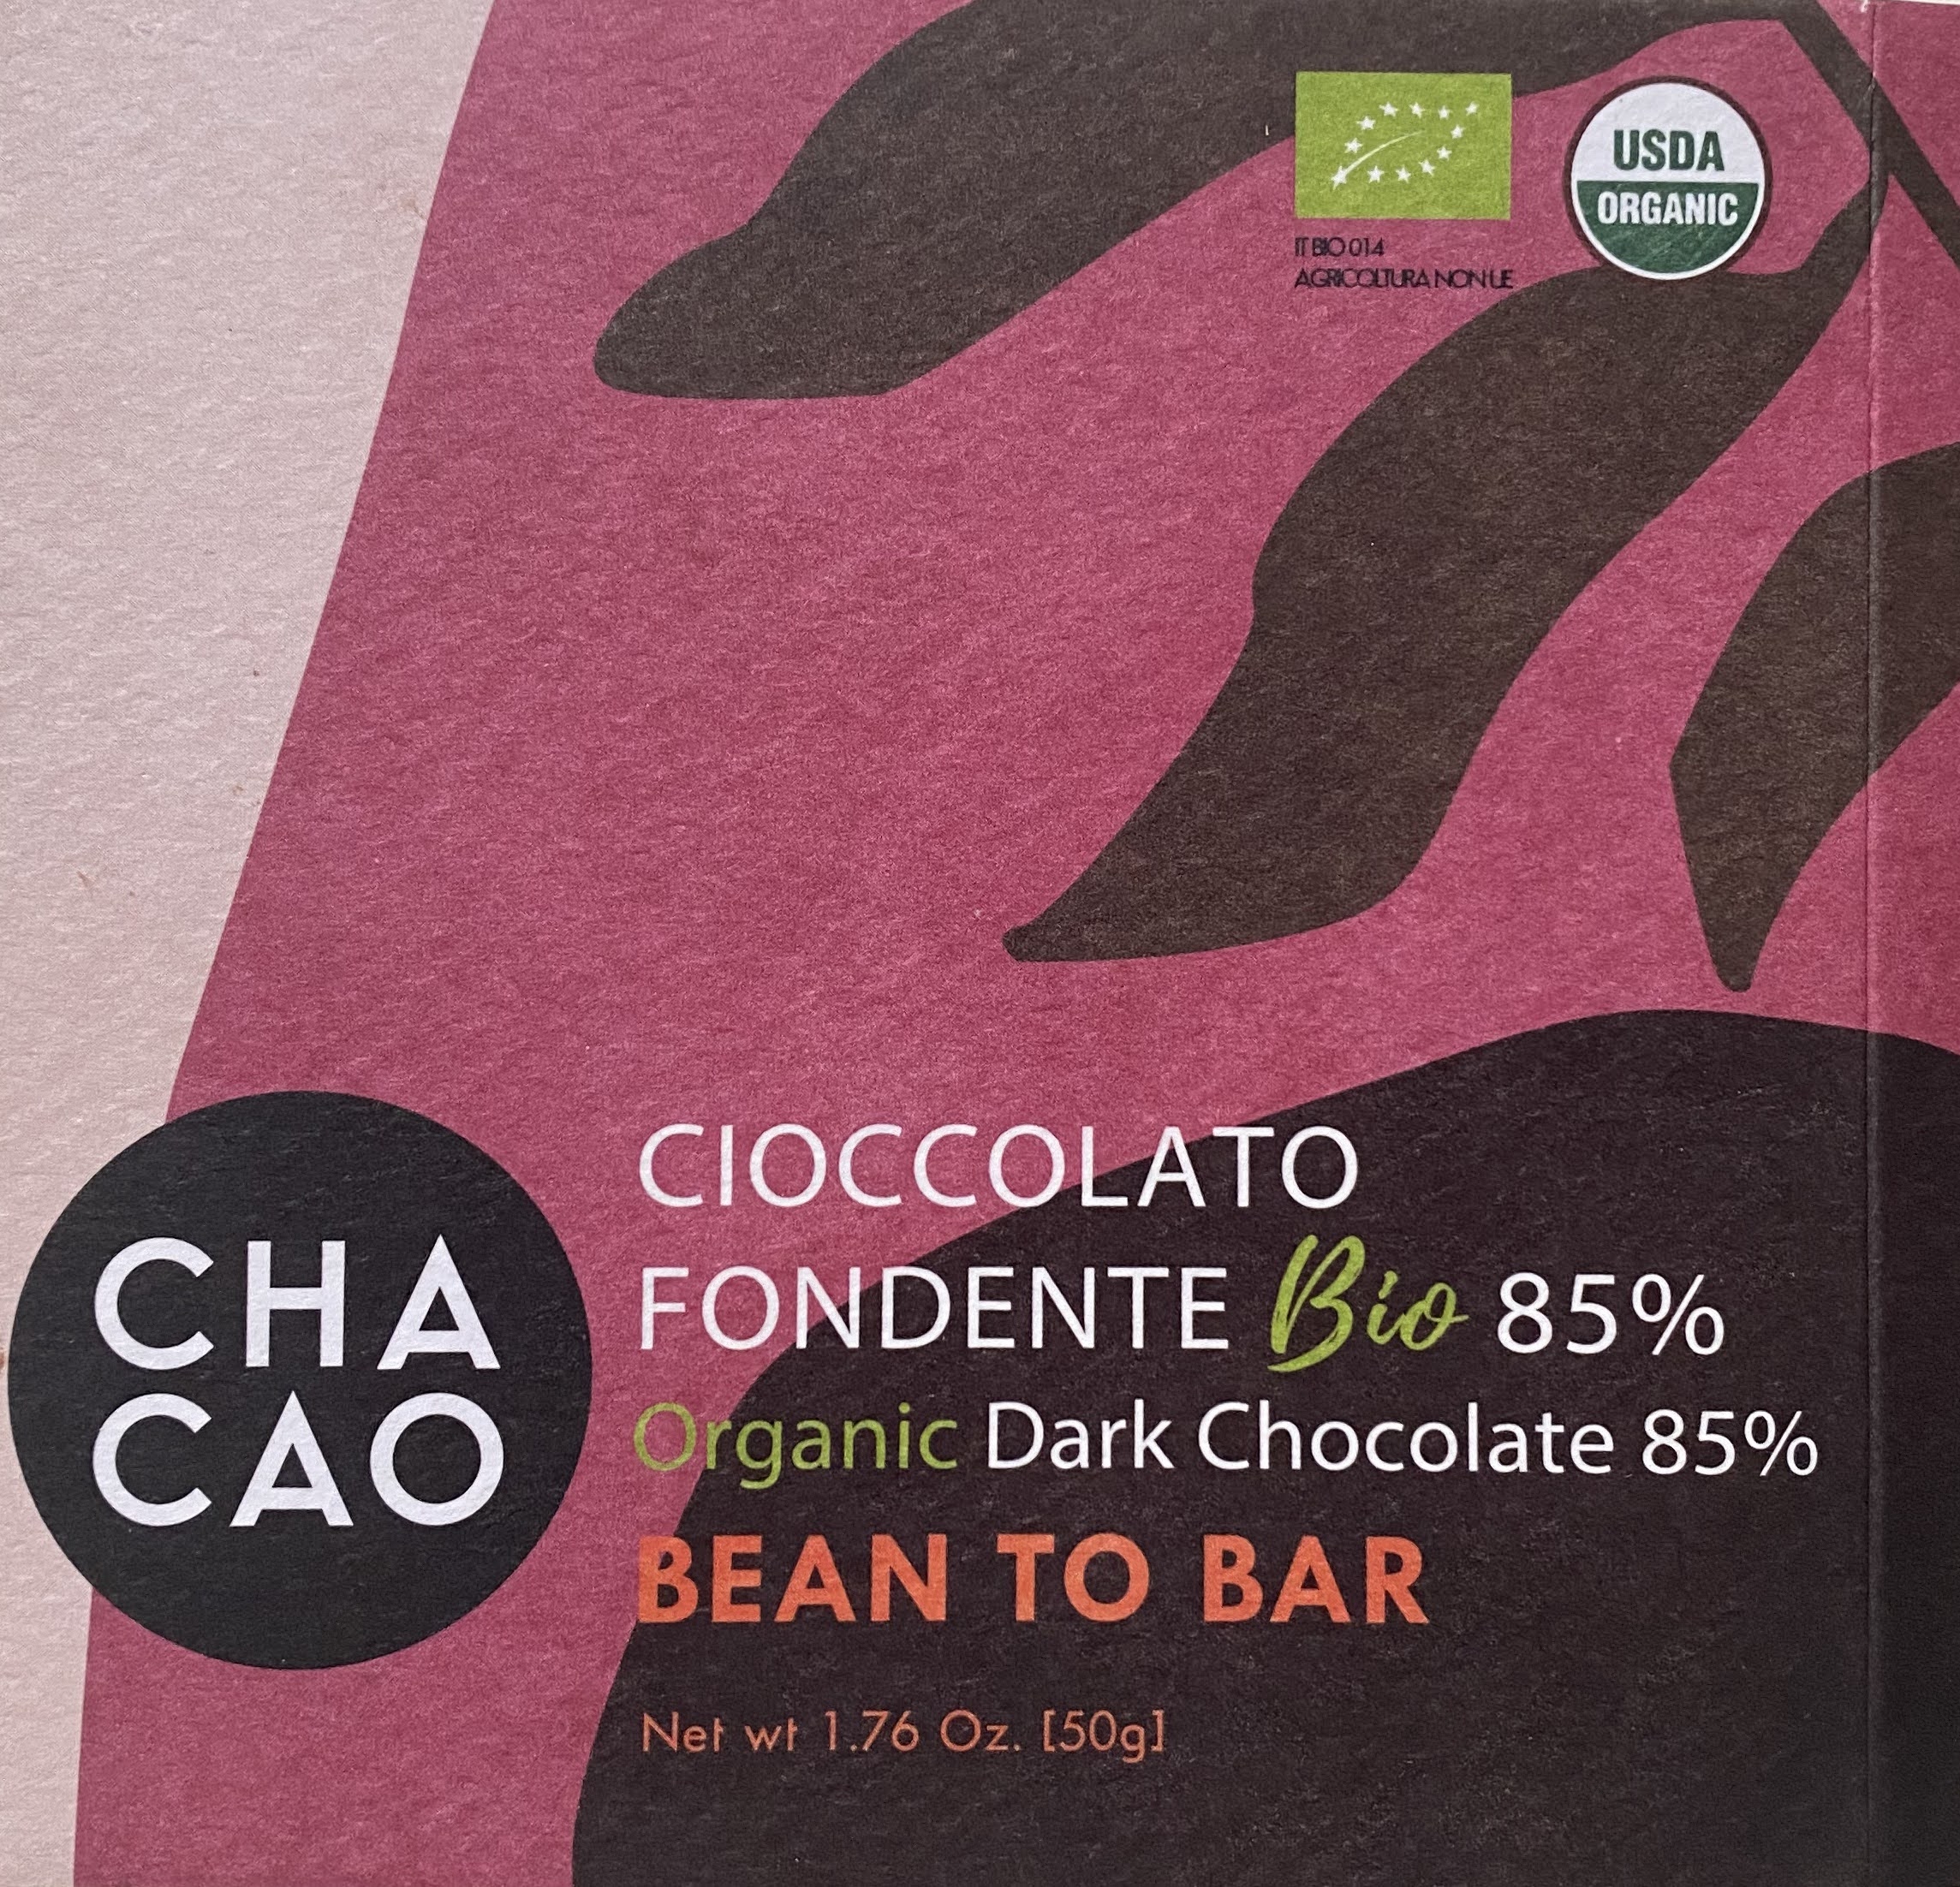 USDA
ORGANIC
IT BIO 014
AGRICOLTURA NON UE
CHA
CAO
CIOCCOLATO
FONDENTE Bio 85%
Organic Dark Chocolate 85%
BEAN TO BAR
Net wt 1.76 Oz. [50g]